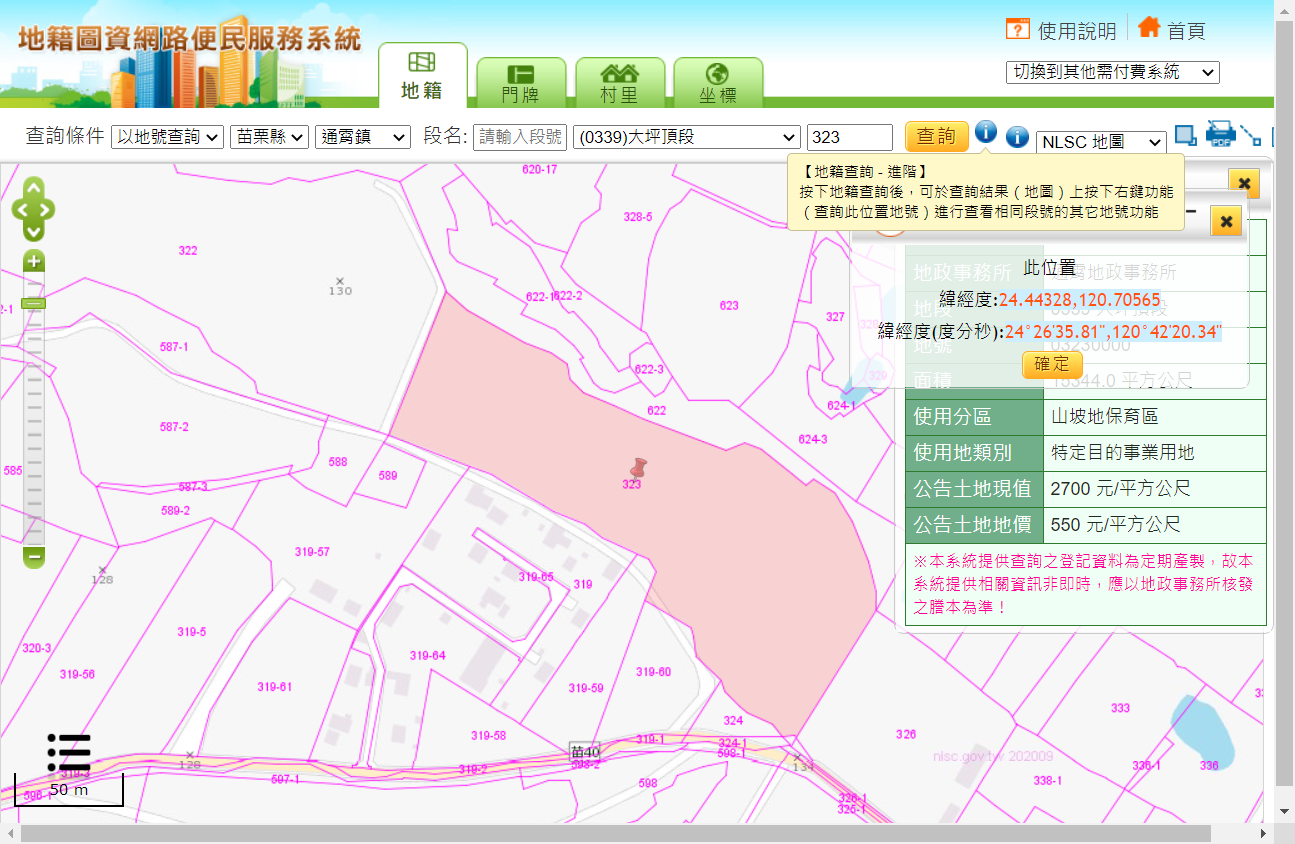 地籍圖資網路便民服務系統
使用說明
首頁
切換到其他需付費系統
地籍
門牌
村里
坐標
查詢條件
以地號查詢
苗栗縣
通霄鎮
段名:
請輸入段號
(0339)大坪頂段
323
查詢
NLSC 地圖
【地籍查詢 - 進階】
按下地籍查詢後，可於查詢結果（地圖）上按下右鍵功能
（查詢此位置地號）進行查看相同段號的其它地號功能
此位置
緯經度:24.44328,120.70565
緯經度(度分秒):24°26'35.81",120°42'20.34"
確定
地政事務所
地段
地號
03230000
面積
平方公尺
使用分區
山坡地保育區
使用地類別
特定目的事業用地
公告土地現值
2700 元/平方公尺
公告土地地價
550 元/平方公尺
※本系統提供查詢之登記資料為定期產製，故本
系統提供相關資訊非即時，應以地政事務所核發
之謄本為準！
620-17
328-5
322
130
622-2
623
327
587-1
622-3
329
622
624-1
624-3
587-2
588
589
585
587-3
589-2
323
319-57
319-65
319
128
319-5
320-3
319-56
319-64
319-61
319-59
319-60
324
326
333
319-58
319-1
324-1
598-1
苗40
598-2
128
319-3
597-1
319-2
598
134
nlsc.gov.tw 202009
336-1
336
338-1
326-1
325-1
596-1
50 m